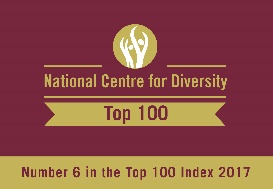 National Centre for Diversity
Top 100
Number 6 in the Top 100 Index 2017